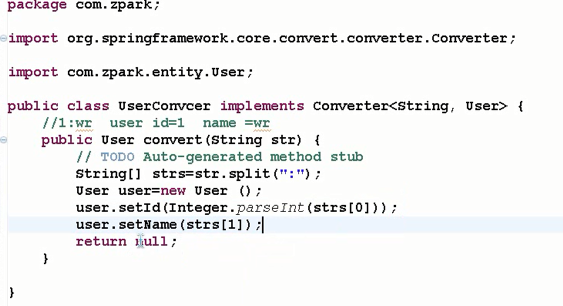 package com.zpark;
import org.springframework.core.convert.converter.Converter;
import com.zpark.entity.User;
public class UserConvcer implements Converter<String, User> {
//1:wr user id=1 name =wr
public User convert(String str) {
// TODO Auto-generated method stub
String[] strs=str.split(":");
User user=new User ();
user.setId(Integer.parseInt(strs[0]));
user.setName(strs[1]);
return null;
}
}